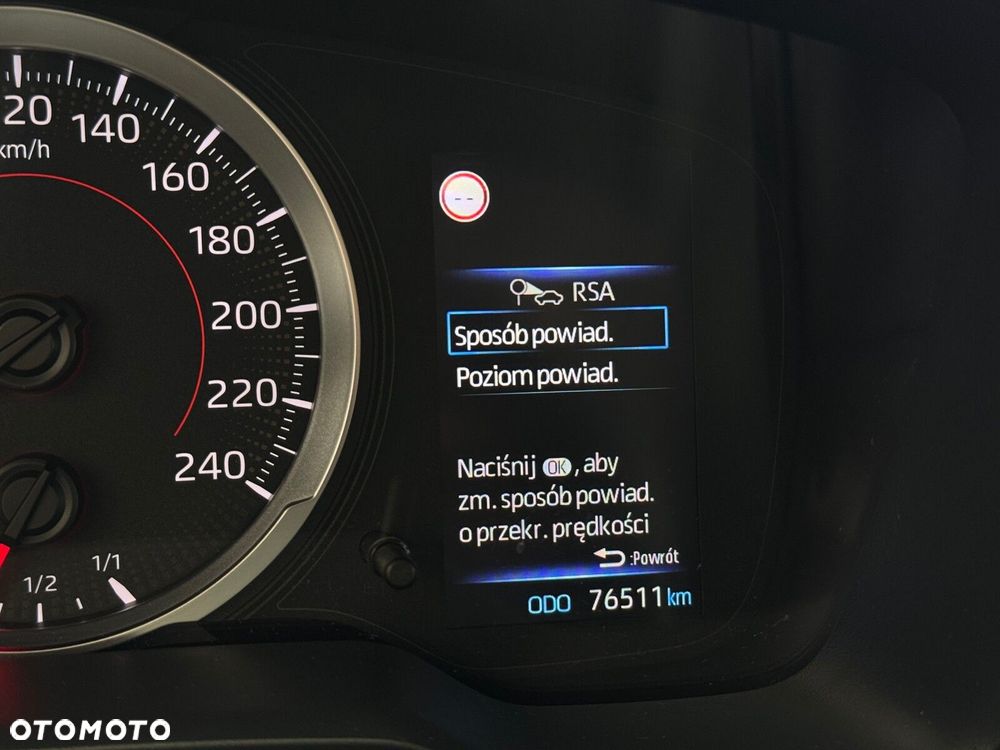 20
140
km/h
160
180
200
220
240
1/2
1/1
--
RSA
Sposób powiad.
Poziom powiad.
Naciśnij OK, aby
zm. sposób powiad.
o przekr. prędkości
:Powrót
ODO 76511 km
OTOMOTO